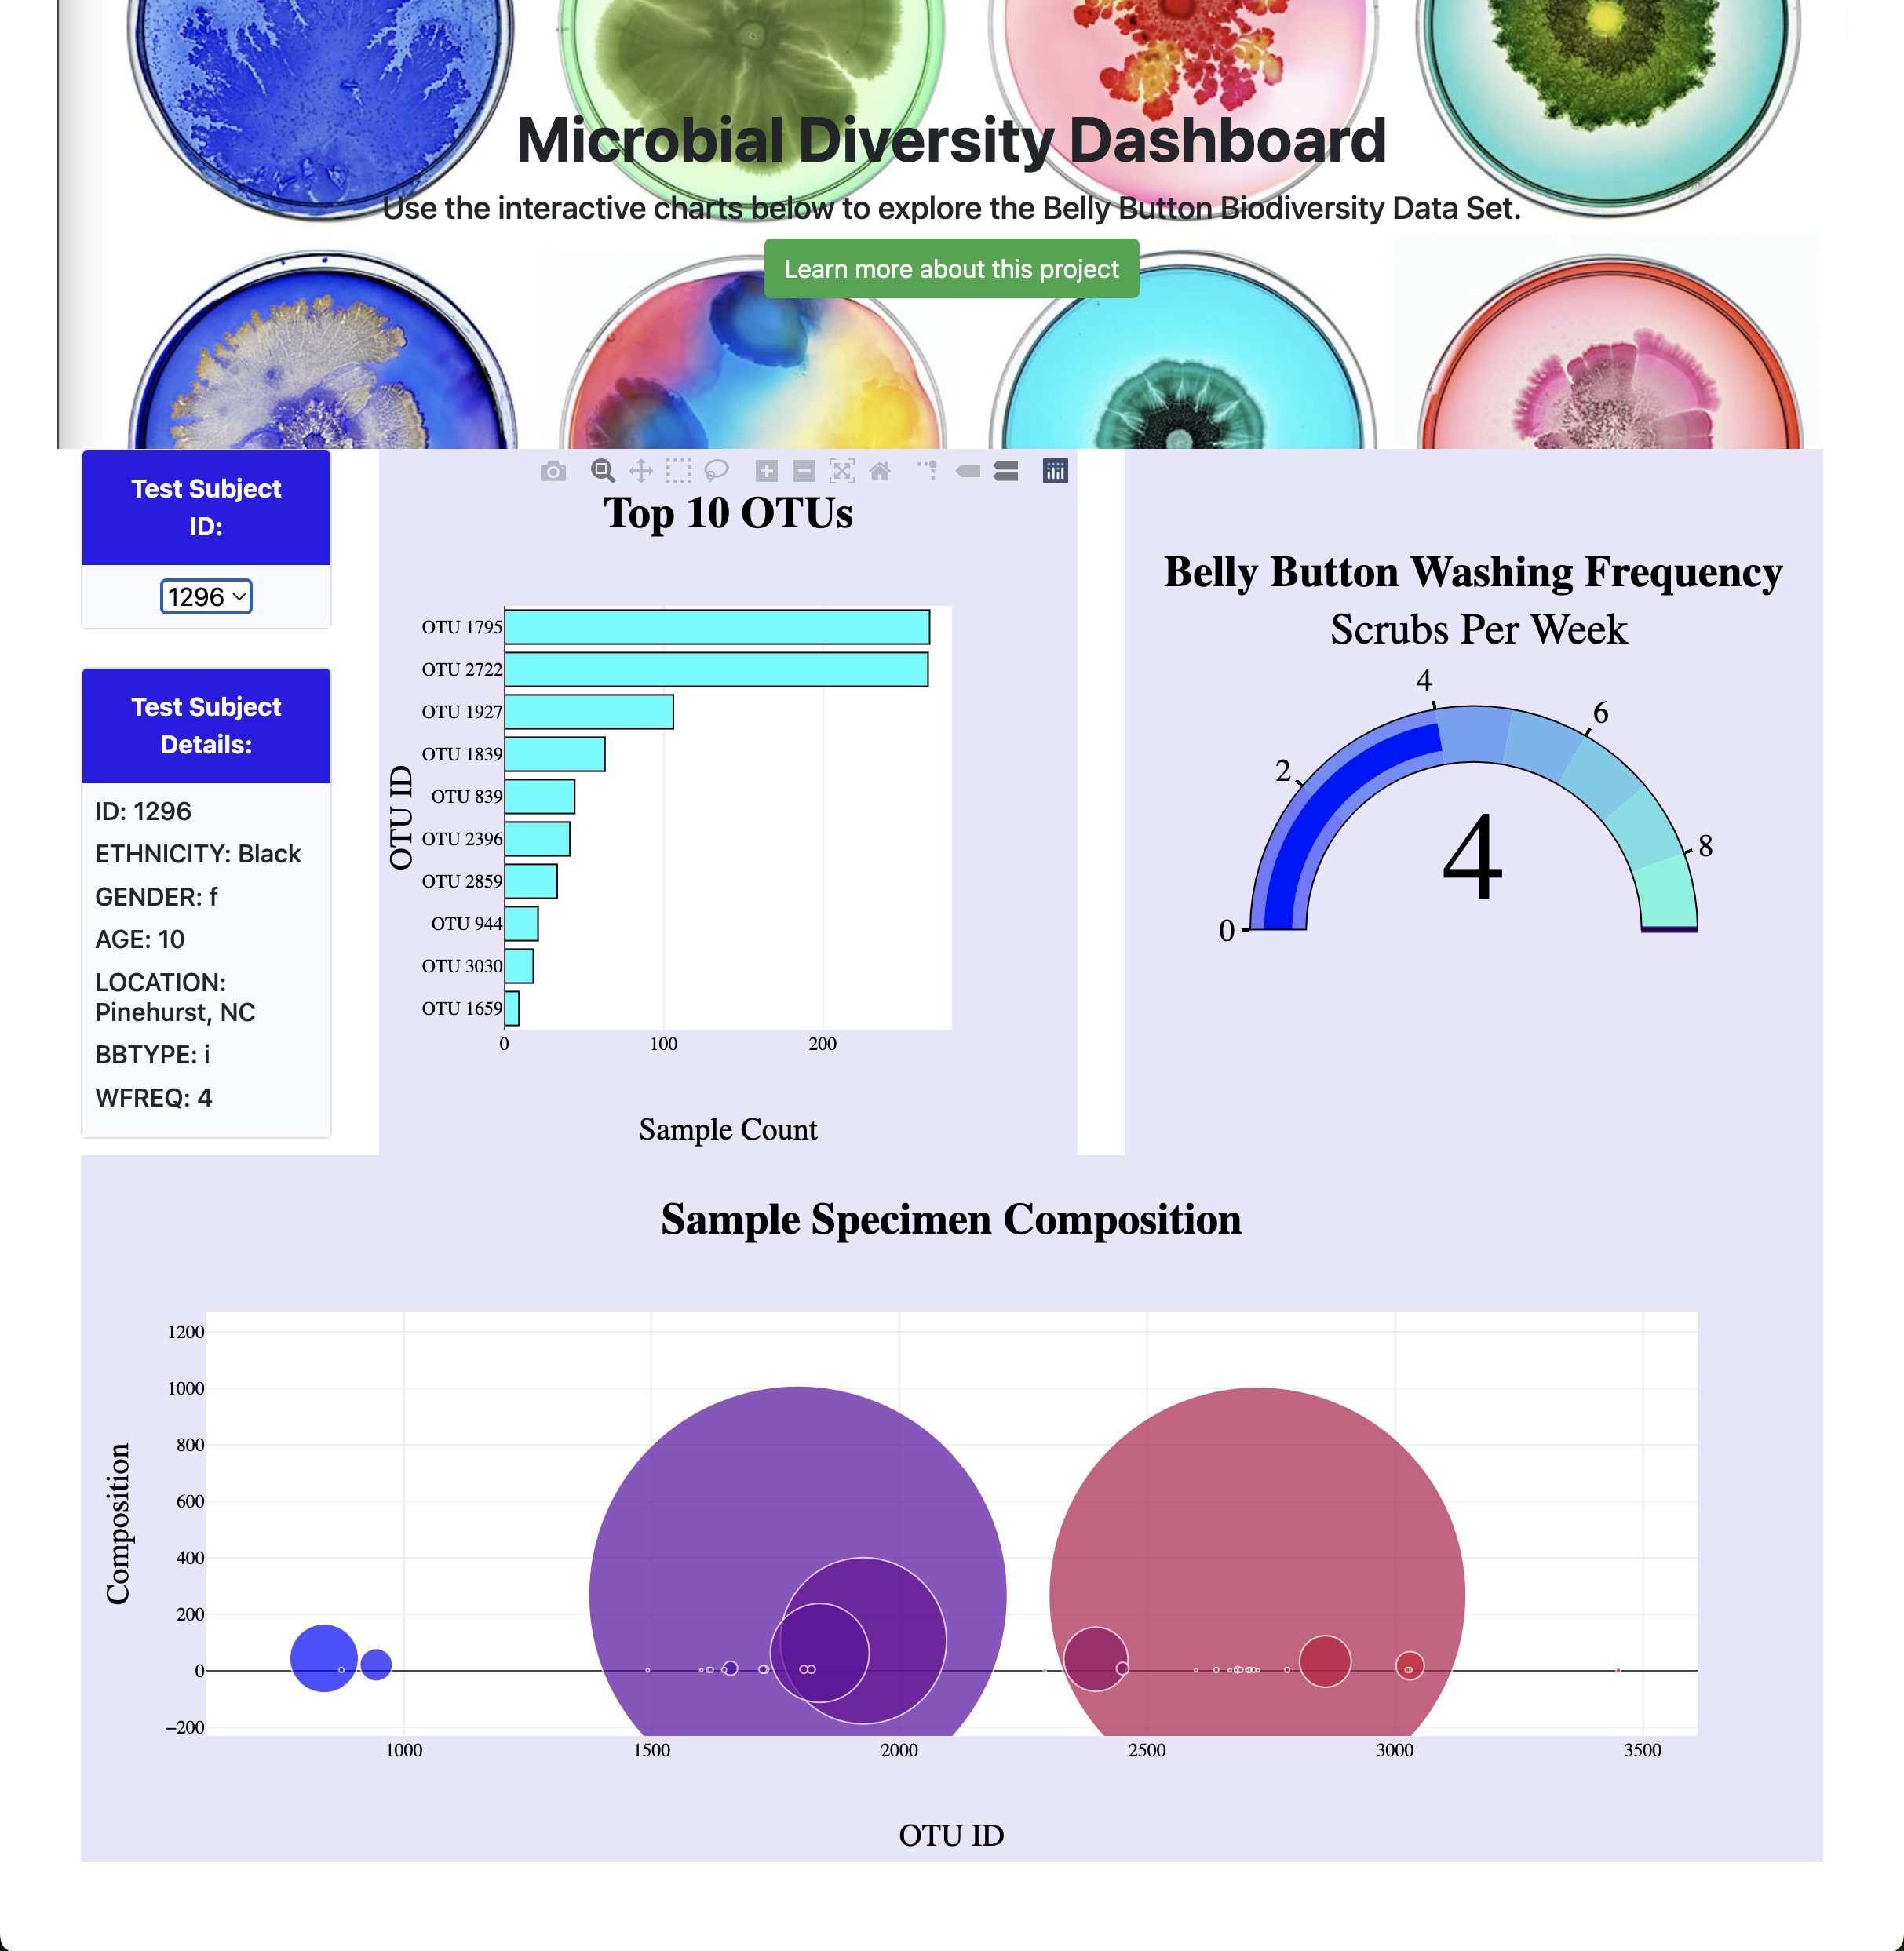 Microbial Diversity Dashboard
Use the interactive charts below to explore the Belly Button Biodiversity Data Set.
Learn more about this project
Test Subject
ID:
1296
Test Subject
Details:
ID: 1296
ETHNICITY: Black
GENDER: f
AGE: 10
LOCATION:
Pinehurst, NC
BBTYPE: i
WFREQ: 4
Top 10 OTUs
OTU ID
OTU 1795
OTU 2722
OTU 1927
OTU 1839
OTU 839
OTU 2396
OTU 2859
OTU 944
OTU 3030
OTU 1659
0 100 200
Sample Count
Belly Button Washing Frequency
Scrubs Per Week
0
2
4
6
8
4
Sample Specimen Composition
Composition
1200
1000
800
600
400
200
0
−200
1000 1500 2000 2500 3000 3500
OTU ID